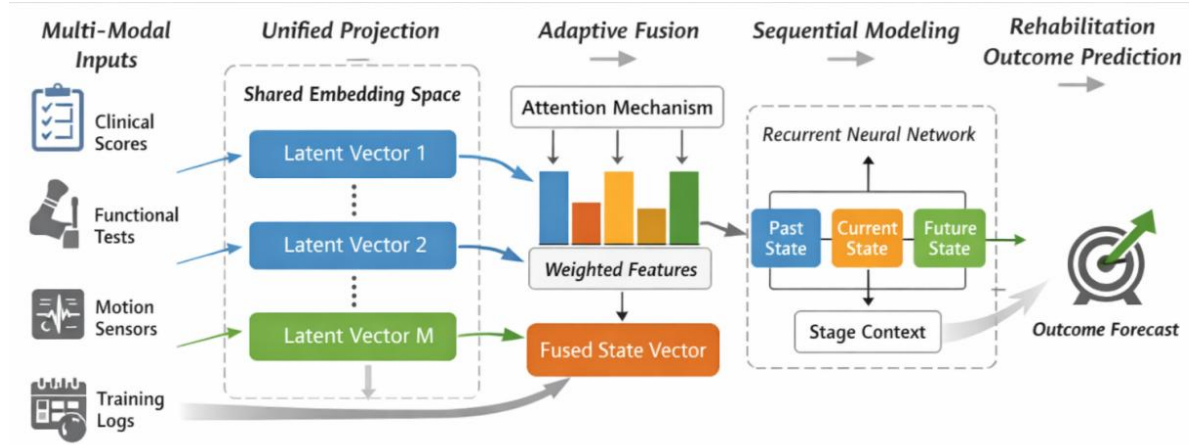 Multi-Modal
Inputs
Unified Projection
Adaptive Fusion
Sequential Modeling
Rehabilitation
Outcome Prediction
Clinical
Scores
Functional
Tests
Motion
Sensors
Training
Logs
Shared Embedding Space
Latent Vector 1
Latent Vector 2
Latent Vector M
Attention Mechanism
Weighted Features
Fused State Vector
Recurrent Neural Network
Past
State
Current
State
Future
State
Stage Context
Outcome Forecast